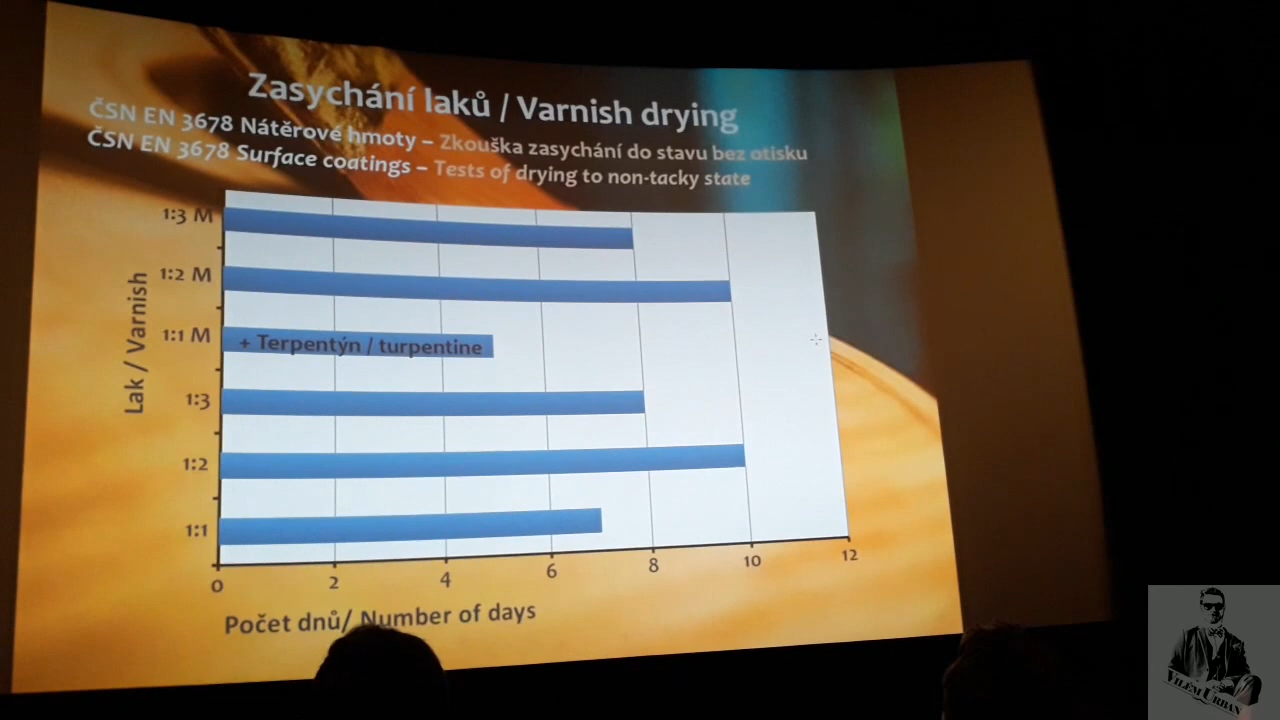 Zasychání laků / Varnish drying
ČSN EN 3678 Nátěrové hmoty – Zkouška zasychání do stavu bez otisku
ČSN EN 3678 Surface coatings – Tests of drying to non-tacky state
Lak / Varnish
1:3 M
1:2 M
1:1 M
+ Terpentýn / turpentine
1:3
1:2
1:1
0 2 4 6 8 10 12
Počet dnů/ Number of days
VILÉM URBAN